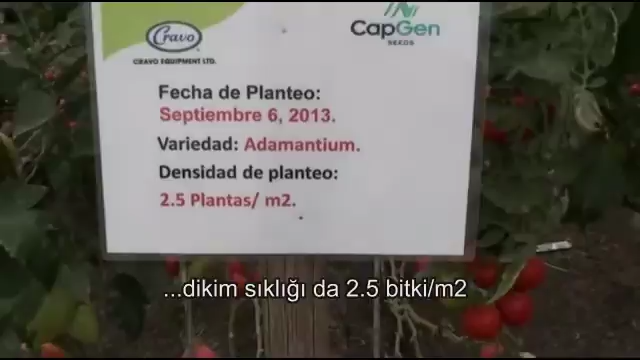 Cravo
CRAVO EQUIPMENT LTD.
CapGen
SEEDS
Fecha de Planteo:
Septiembre 6, 2013.
Variedad: Adamantium.
Densidad de planteo:
2.5 Plantas/ m2.
...dikim sıklığı da 2.5 bitki/m2